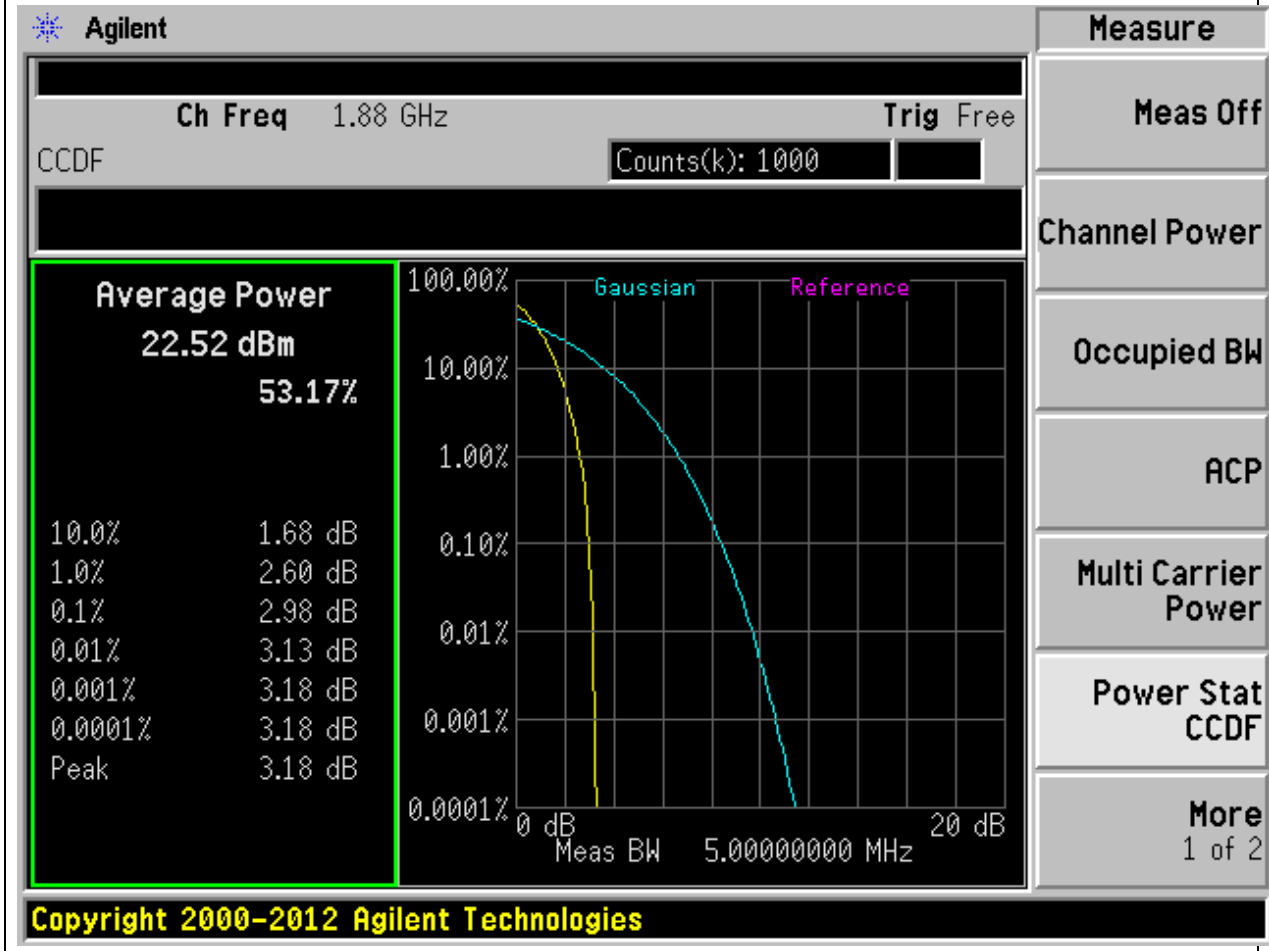 Agilent
Measure
Ch Freq 1.88 GHz Trig Free
CCDF Counts(k): 1000
Average Power
22.52 dBm
53.17%
10.0% 1.68 dB
1.0% 2.60 dB
0.1% 2.98 dB
0.01% 3.13 dB
0.001% 3.18 dB
0.0001% 3.18 dB
Peak 3.18 dB
Gaussian Reference
100.00%
10.00%
1.00%
0.10%
0.01%
0.001%
0.0001%
0 dB 20 dB
Meas BW 5.00000000 MHz
Meas Off
Channel Power
Occupied BW
ACP
Multi Carrier
Power
Power Stat
CCDF
More
1 of 2
Copyright 2000-2012 Agilent Technologies